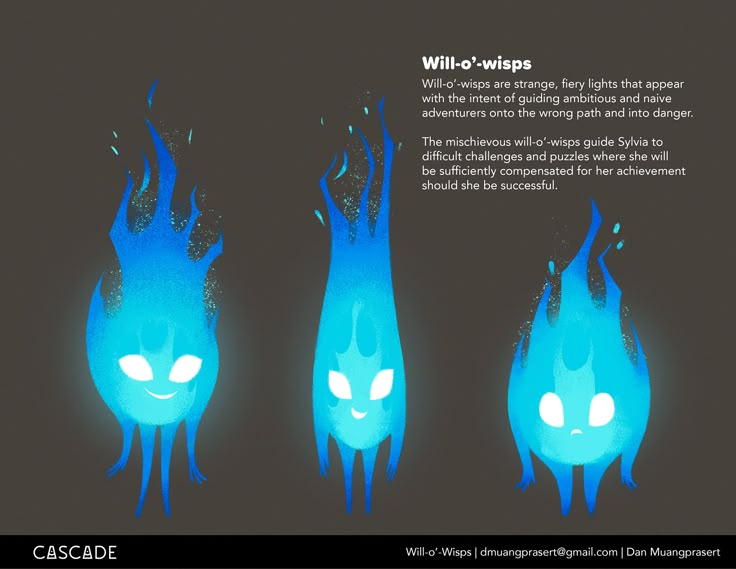 Will-o'-wisps
Will-o'-wisps are strange, fiery lights that appear
with the intent of guiding ambitious and naive
adventurers onto the wrong path and into danger.
The mischievous will-o'-wisps guide Sylvia to
difficult challenges and puzzles where she will
be sufficiently compensated for her achievement
should she be successful.
CASCADE
Will-o'-Wisps | dmuangprasert@gmail.com | Dan Muangprasert